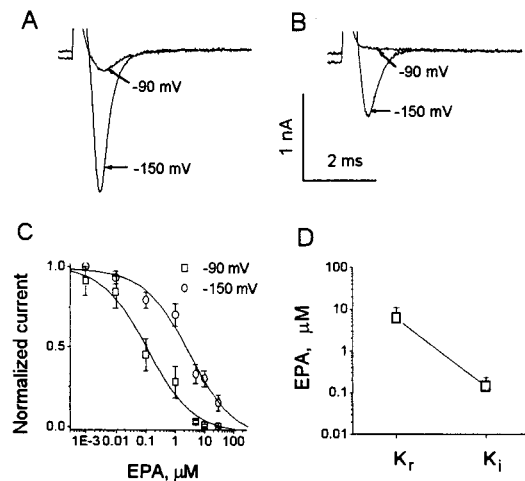 A
-90 mV
-150 mV
B
-90 mV
-150 mV
1 nA
2 ms
C
Normalized current
1.0
0.5
0.0
-90 mV
-150 mV
1E-3 0.01 0.1 1 10 100
EPA, μM
D
EPA, μM
100
10
1
0.1
0.01
Kr Ki